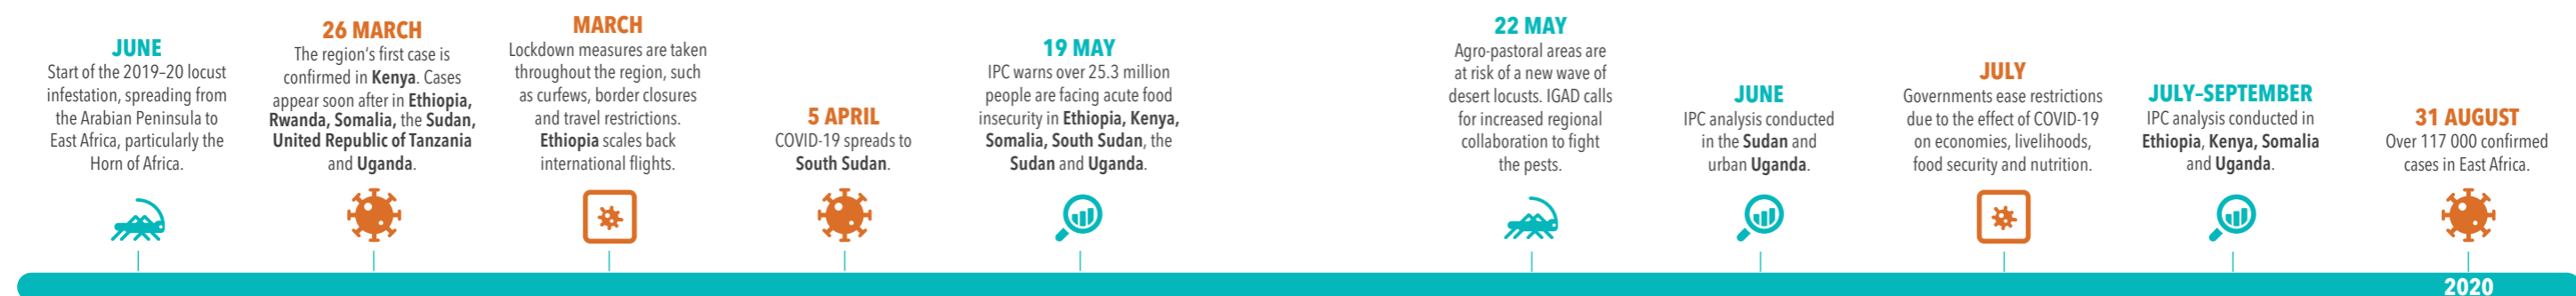 JUNE
Start of the 2019–20 locust
infestation, spreading from
the Arabian Peninsula to
East Africa, particularly the
Horn of Africa.
26 MARCH
The region's first case is
confirmed in Kenya. Cases
appear soon after in Ethiopia,
Rwanda, Somalia, the Sudan,
United Republic of Tanzania
and Uganda.
MARCH
Lockdown measures are taken
throughout the region, such
as curfews, border closures
and travel restrictions.
Ethiopia scales back
international flights.
5 APRIL
COVID-19 spreads to
South Sudan.
19 MAY
IPC warns over 25.3 million
people are facing acute food
insecurity in Ethiopia, Kenya,
Somalia, South Sudan, the
Sudan and Uganda.
22 MAY
Agro-pastoral areas are
at risk of a new wave of
desert locusts. IGAD calls
for increased regional
collaboration to fight
the pests.
JUNE
IPC analysis conducted
in the Sudan and
urban Uganda.
JULY
Governments ease restrictions
due to the effect of COVID-19
on economies, livelihoods,
food security and nutrition.
JULY–SEPTEMBER
IPC analysis conducted in
Ethiopia, Kenya, Somalia
and Uganda.
31 AUGUST
Over 117 000 confirmed
cases in East Africa.
2020